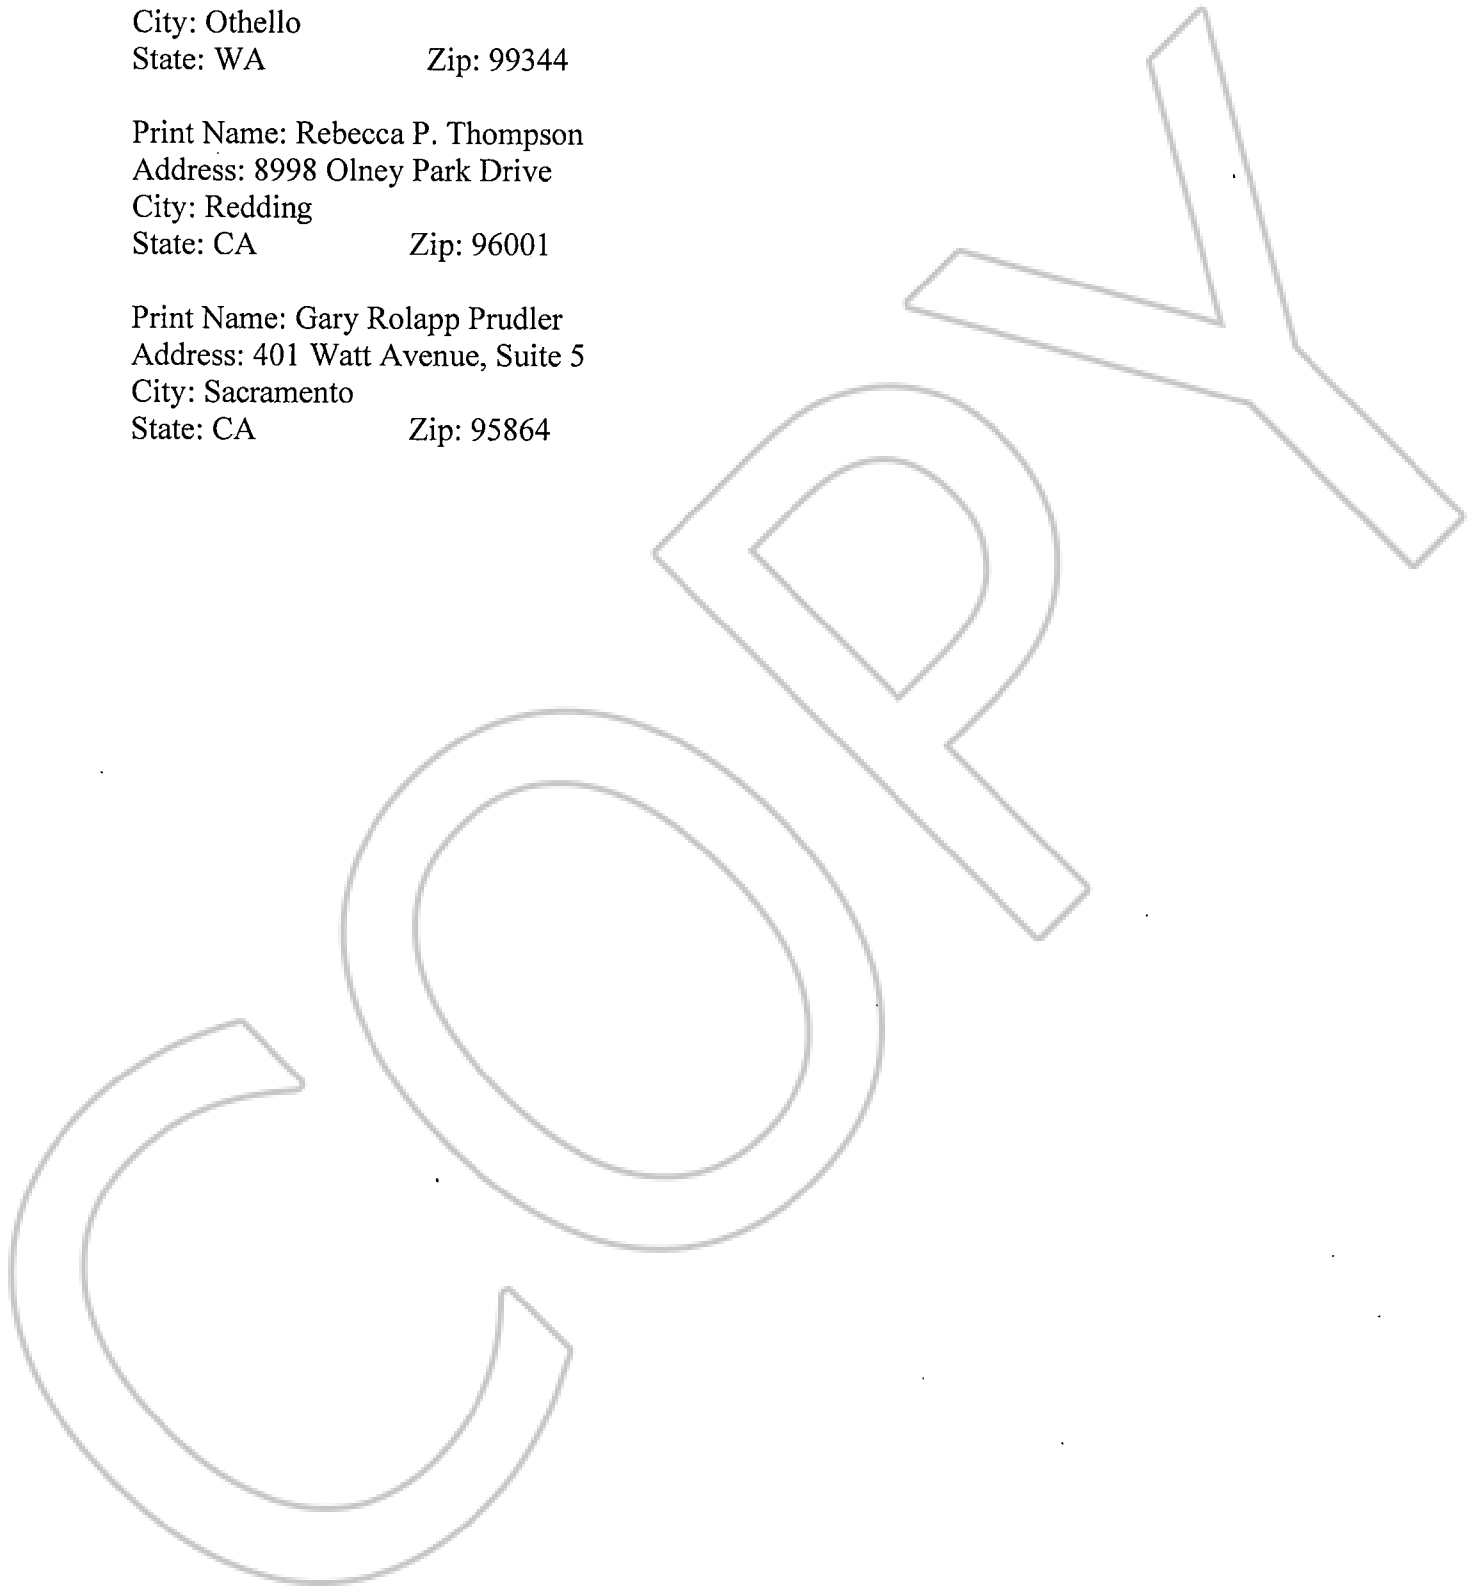 City: Othello
State: WA Zip: 99344
Print Name: Rebecca P. Thompson
Address: 8998 Olney Park Drive
City: Redding
State: CA Zip: 96001
Print Name: Gary Rolapp Prudler
Address: 401 Watt Avenue, Suite 5
City: Sacramento
State: CA Zip: 95864
COPY